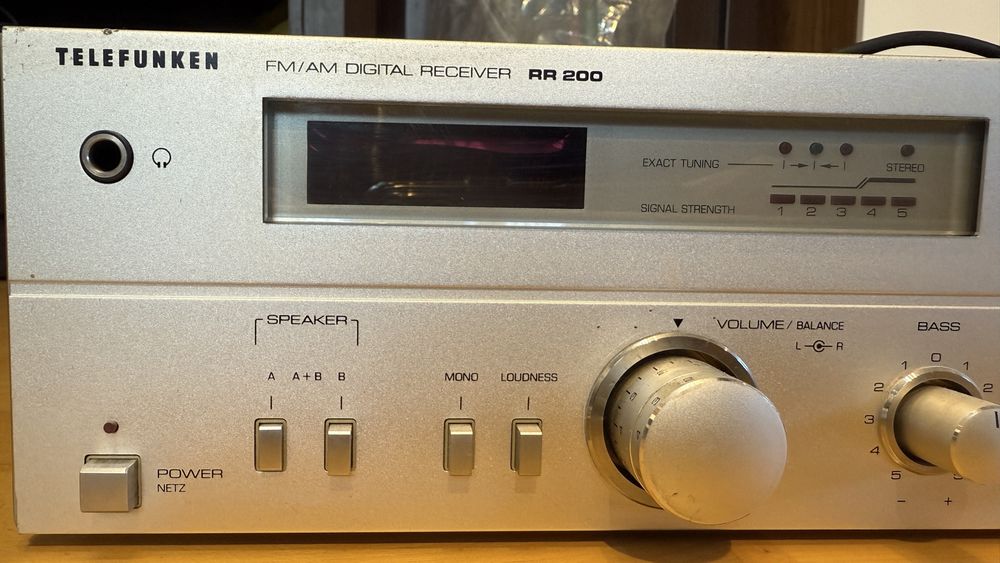 TELEFUNKEN
FM/AM DIGITAL RECEIVER RR 200
EXACT TUNING
STEREO
SIGNAL STRENGTH
1 2 3 4 5
SPEAKER
A A+B B
MONO LOUDNESS
VOLUME/BALANCE
L R
BASS
0
1 1
2 2
3
4
5 5
- +
POWER
NETZ